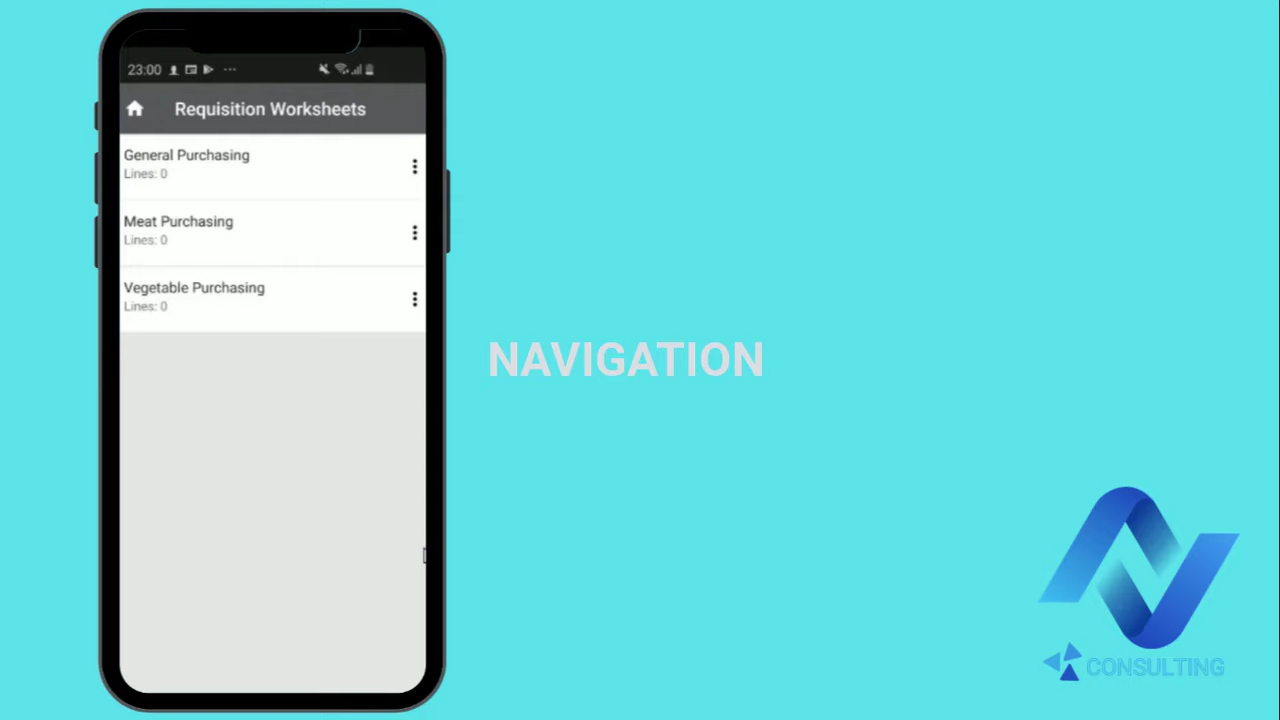 23:00
Requisition Worksheets
General Purchasing
Lines: 0
Meat Purchasing
Lines: 0
Vegetable Purchasing
Lines: 0
NAVIGATION
CONSULTING